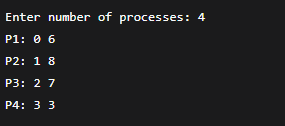 Enter number of processes: 4
P1: 0 6
P2: 1 8
P3: 2 7
P4: 3 3